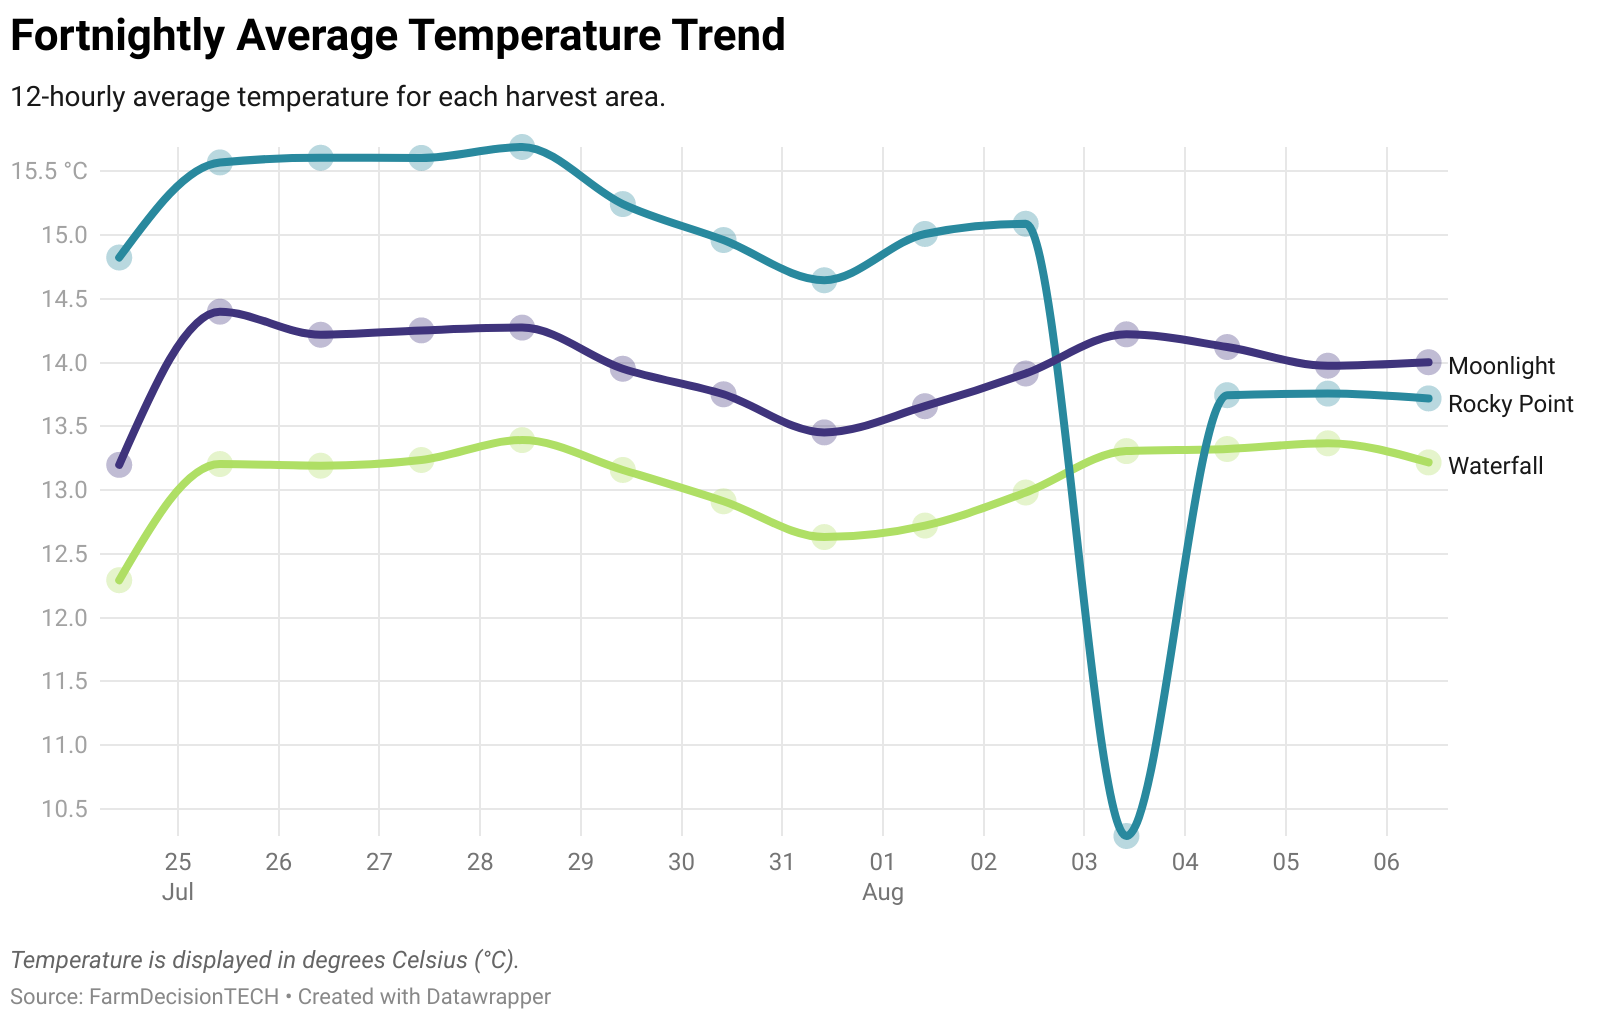 Fortnightly Average Temperature Trend
12-hourly average temperature for each harvest area.
15.5 °C
15.0
14.5
14.0
13.5
13.0
12.5
12.0
11.5
11.0
10.5
Moonlight
Rocky Point
Waterfall
25 26 27 28 29 30 31 01 02 03 04 05 06
Jul Aug
Temperature is displayed in degrees Celsius (°C).
Source: FarmDecisionTECH • Created with Datawrapper